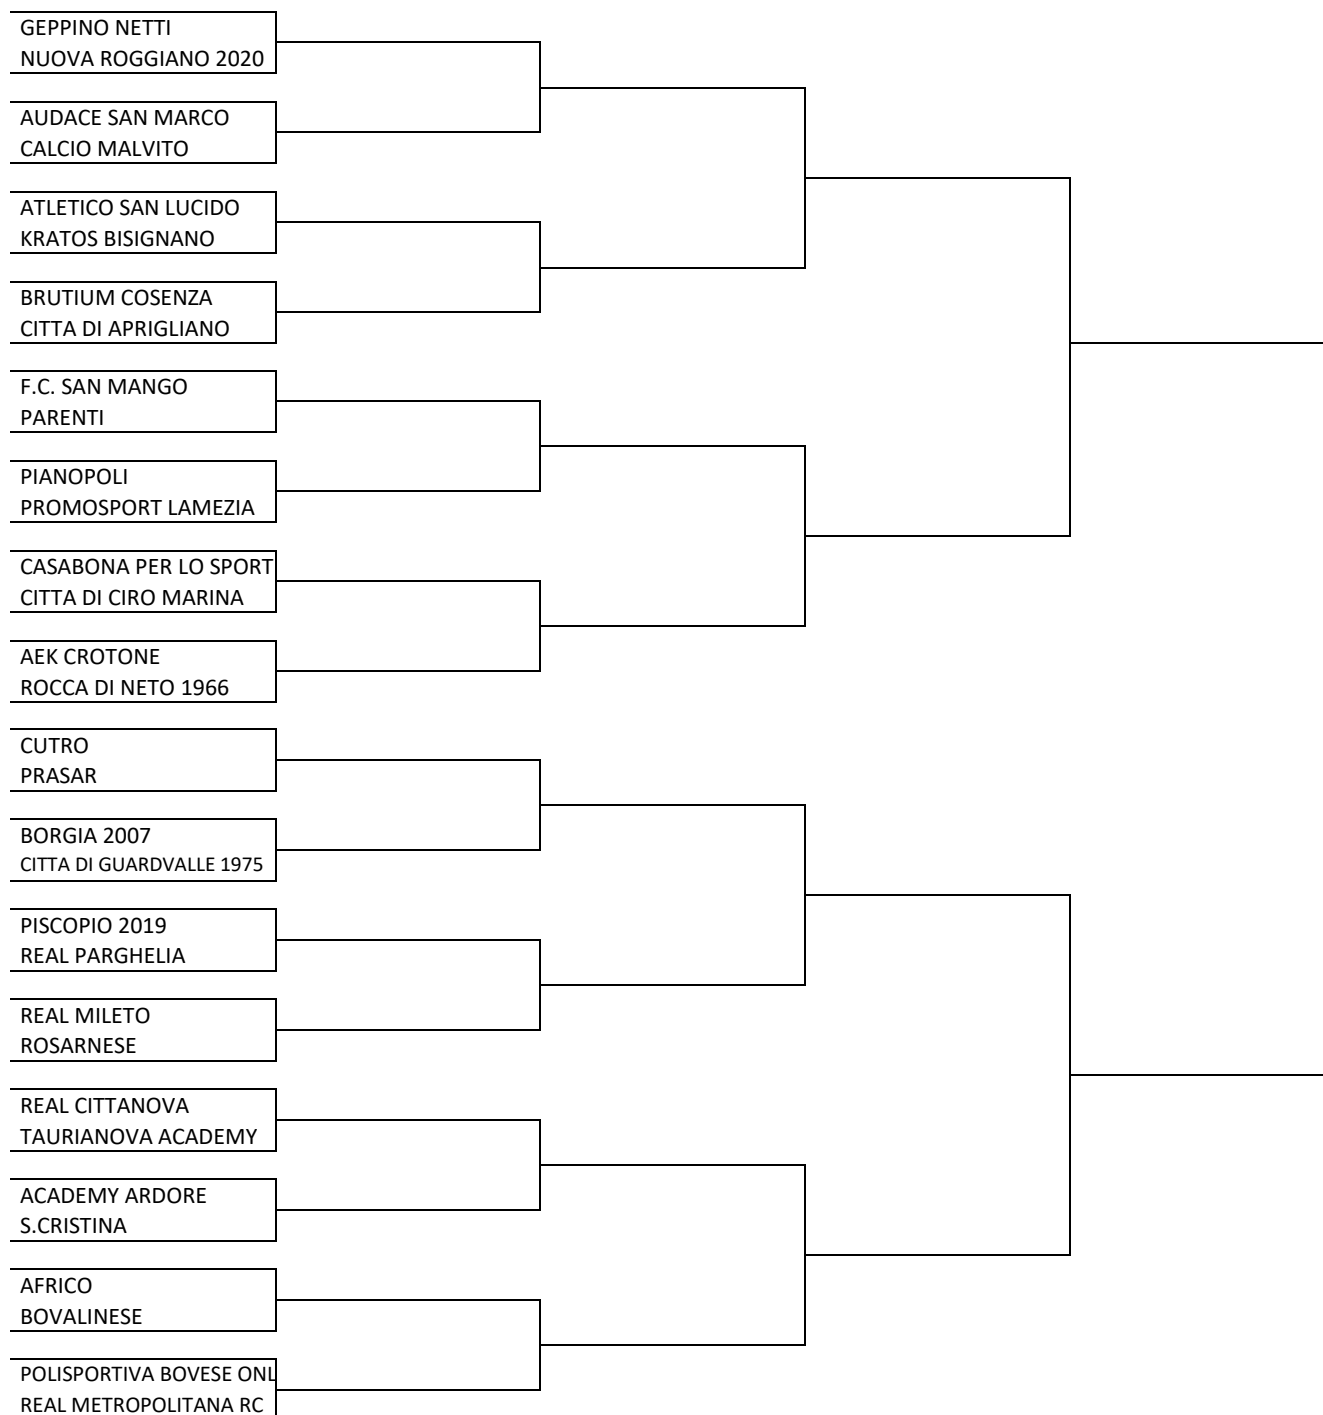 GEPPINO NETTI
NUOVA ROGGIANO 2020
AUDACE SAN MARCO
CALCIO MALVITO
ATLETICO SAN LUCIDO
KRATOS BISIGNANO
BRUTIUM COSENZA
CITTA DI APRIGLIANO
F.C. SAN MANGO
PARENTI
PIANOPOLI
PROMOSPORT LAMEZIA
CASABONA PER LO SPORT
CITTA DI CIRO MARINA
AEK CROTONE
ROCCA DI NETO 1966
CUTRO
PRASAR
BORGIA 2007
CITTA DI GUARDVALLE 1975
PISCOPIO 2019
REAL PARGHELIA
REAL MILETO
ROSARNESE
REAL CITTANOVA
TAURIANOVA ACADEMY
ACADEMY ARDORE
S.CRISTINA
AFRICO
BOVALINESE
POLISPORTIVA BOVESE ONL
REAL METROPOLITANA RC